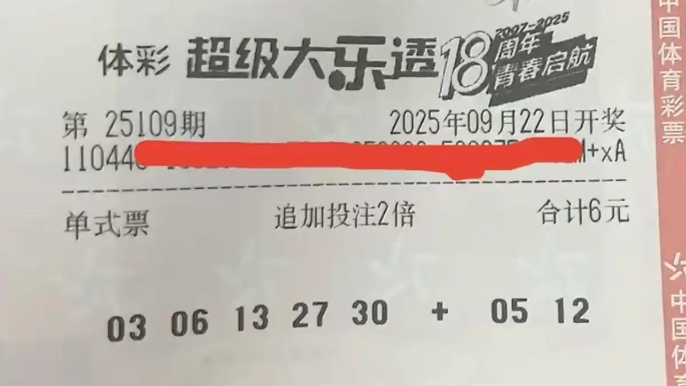 2007-2025
体彩 超级大乐透 18周年
青春启航
第 25109期 2025年09月22日开奖
11044 M+xA
单式票 追加投注2倍 合计6元
03 06 13 27 30 + 05 12
中国体育彩票
中国体